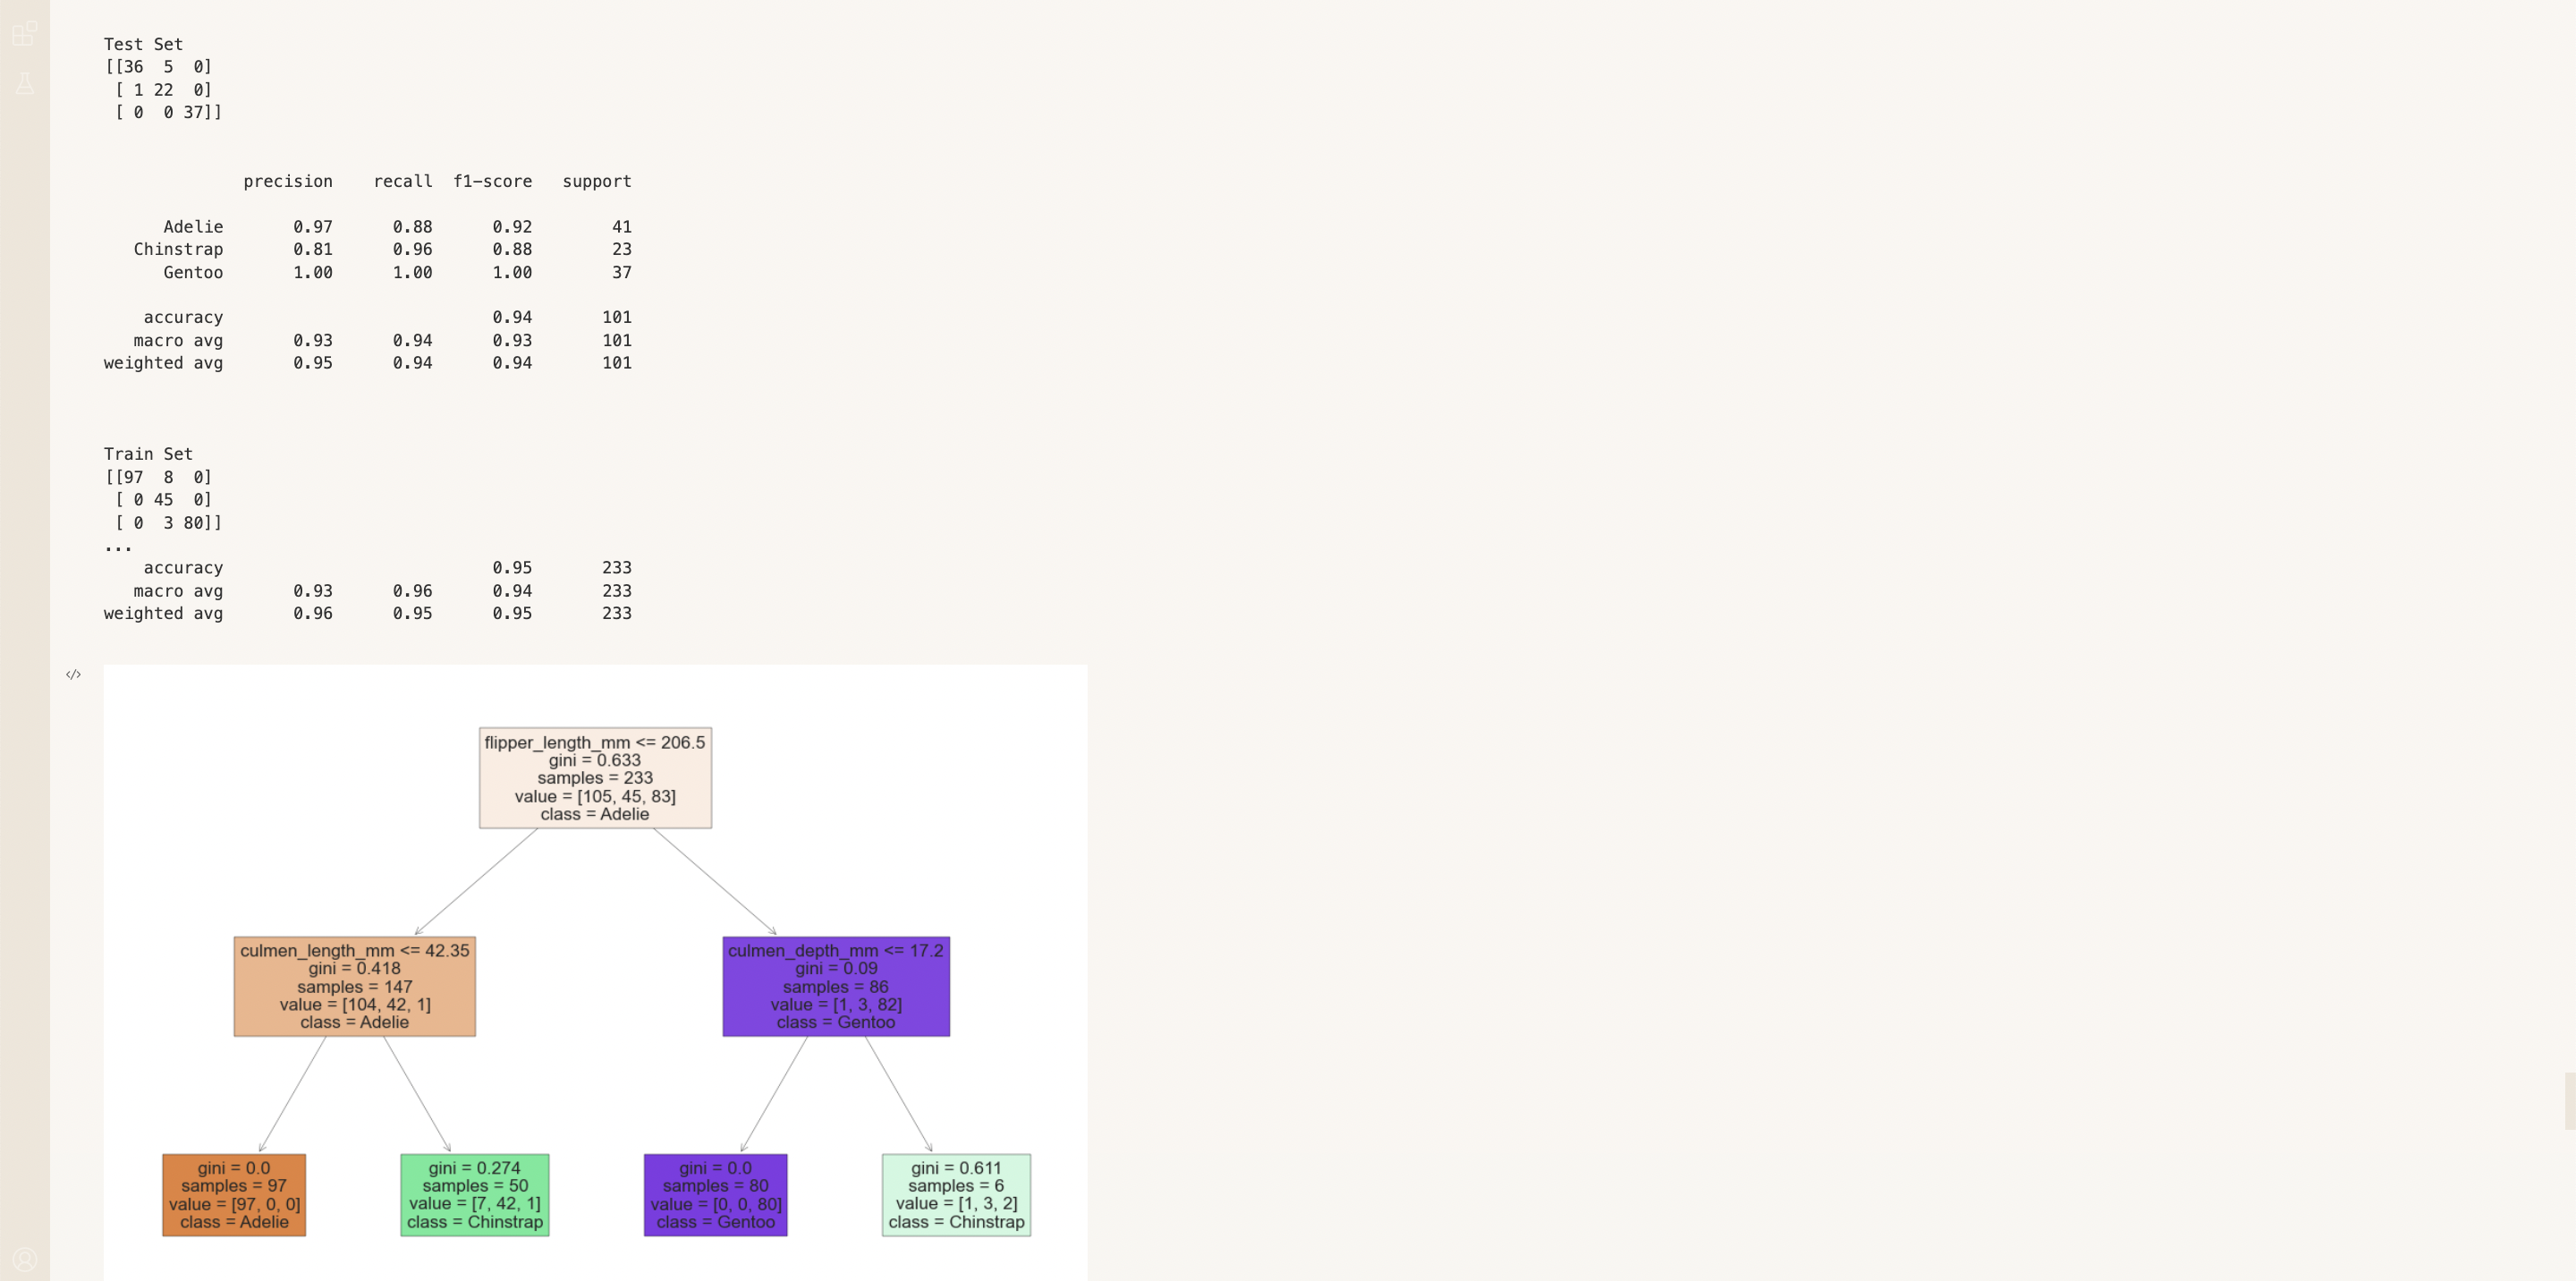 Test Set
[[36  5  0]
 [ 1 22  0]
 [ 0  0 37]]
              precision    recall  f1-score   support
      Adelie       0.97      0.88      0.92        41
   Chinstrap       0.81      0.96      0.88        23
      Gentoo       1.00      1.00      1.00        37
    accuracy                           0.94       101
   macro avg       0.93      0.94      0.93       101
weighted avg       0.95      0.94      0.94       101
Train Set
[[97  8  0]
 [ 0 45  0]
 [ 0  3 80]]
...
    accuracy                           0.95       233
   macro avg       0.93      0.96      0.94       233
weighted avg       0.96      0.95      0.95       233
</>
flipper_length_mm <= 206.5
gini = 0.633
samples = 233
value = [105, 45, 83]
class = Adelie
culmen_length_mm <= 42.35
gini = 0.418
samples = 147
value = [104, 42, 1]
class = Adelie
culmen_depth_mm <= 17.2
gini = 0.09
samples = 86
value = [1, 3, 82]
class = Gentoo
gini = 0.0
samples = 97
value = [97, 0, 0]
class = Adelie
gini = 0.274
samples = 50
value = [7, 42, 1]
class = Chinstrap
gini = 0.0
samples = 80
value = [0, 0, 80]
class = Gentoo
gini = 0.611
samples = 6
value = [1, 3, 2]
class = Chinstrap